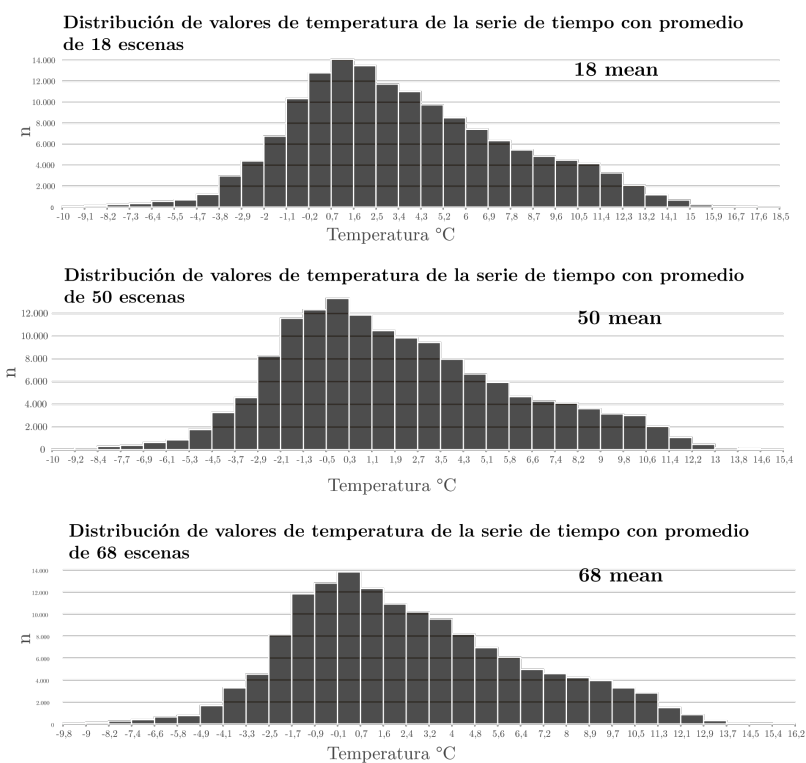 Distribución de valores de temperatura de la serie de tiempo con promedio
de 18 escenas
18 mean
14.000
12.000
10.000
8.000
6.000
4.000
2.000
0
n
-10 -9,1 -8,2 -7,3 -6,4 -5,5 -4,7 -3,8 -2,9 -2 -1,1 -0,2 0,7 1,6 2,5 3,4 4,3 5,2 6 6,9 7,8 8,7 9,6 10,5 11,4 12,3 13,2 14,1 15 15,9 16,7 17,6 18,5
Temperatura °C
Distribución de valores de temperatura de la serie de tiempo con promedio
de 50 escenas
50 mean
12.000
10.000
8.000
6.000
4.000
2.000
0
n
-10 -9,2 -8,4 -7,7 -6,9 -6,1 -5,3 -4,5 -3,7 -2,9 -2,1 -1,3 -0,5 0,3 1,1 1,9 2,7 3,5 4,3 5,1 5,8 6,6 7,4 8,2 9 9,8 10,6 11,4 12,2 13 13,8 14,6 15,4
Temperatura °C
Distribución de valores de temperatura de la serie de tiempo con promedio
de 68 escenas
68 mean
14.000
12.000
10.000
8.000
6.000
4.000
2.000
0
n
-9,8 -9 -8,2 -7,4 -6,6 -5,8 -4,9 -4,1 -3,3 -2,5 -1,7 -0,9 -0,1 0,7 1,6 2,4 3,2 4 4,8 5,6 6,4 7,2 8 8,9 9,7 10,5 11,3 12,1 12,9 13,7 14,5 15,4 16,2
Temperatura °C